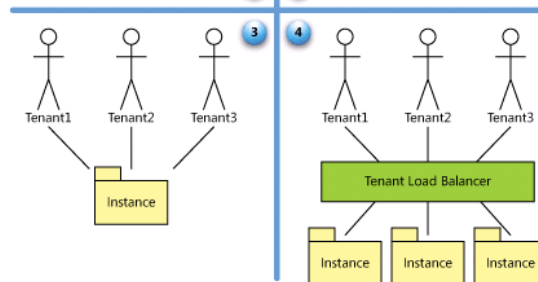 3
4
Tenant1 Tenant2 Tenant3
Tenant1 Tenant2 Tenant3
Tenant Load Balancer
Instance
Instance Instance Instance